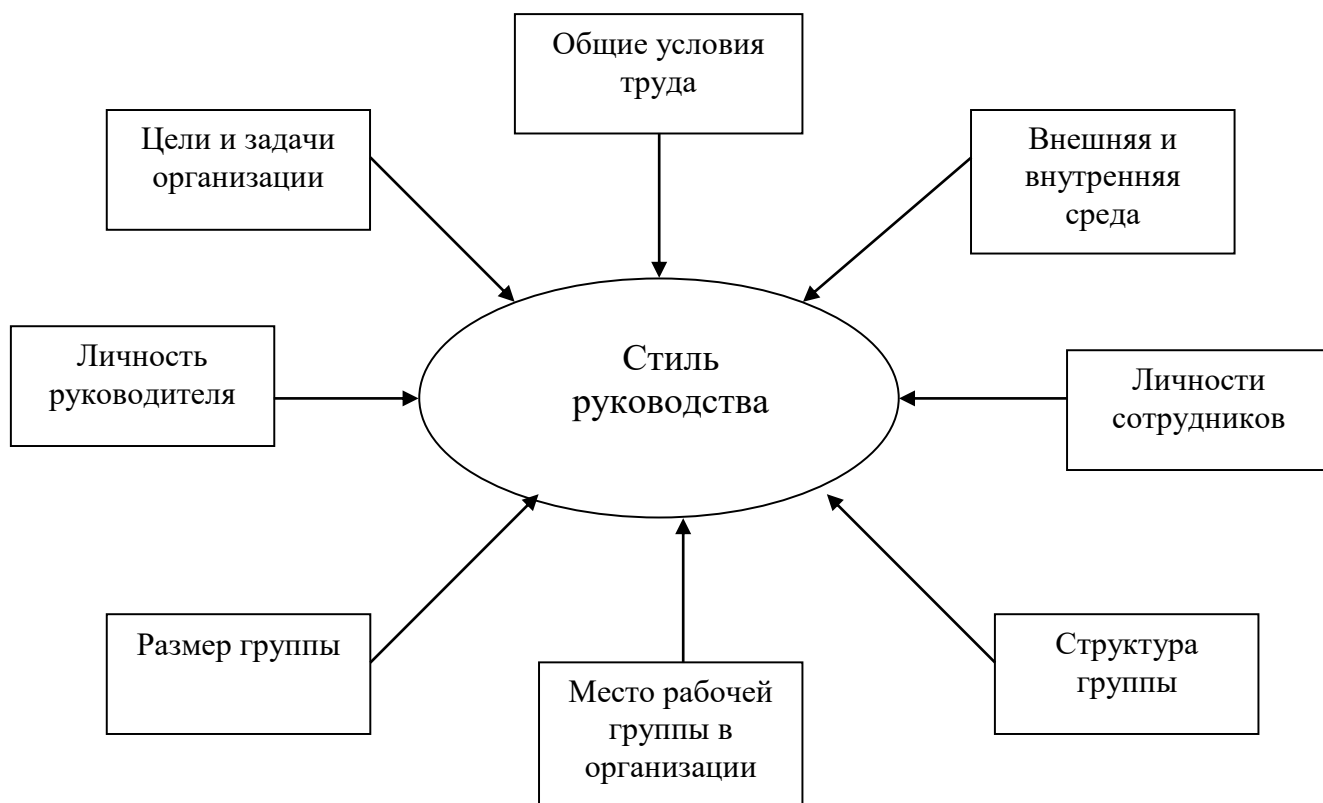 Общие условия
труда
Цели и задачи
организации
Внешняя и
внутренняя
среда
Личность
руководителя
Стиль
руководства
Личности
сотрудников
Размер группы
Место рабочей
группы в
организации
Структура
группы